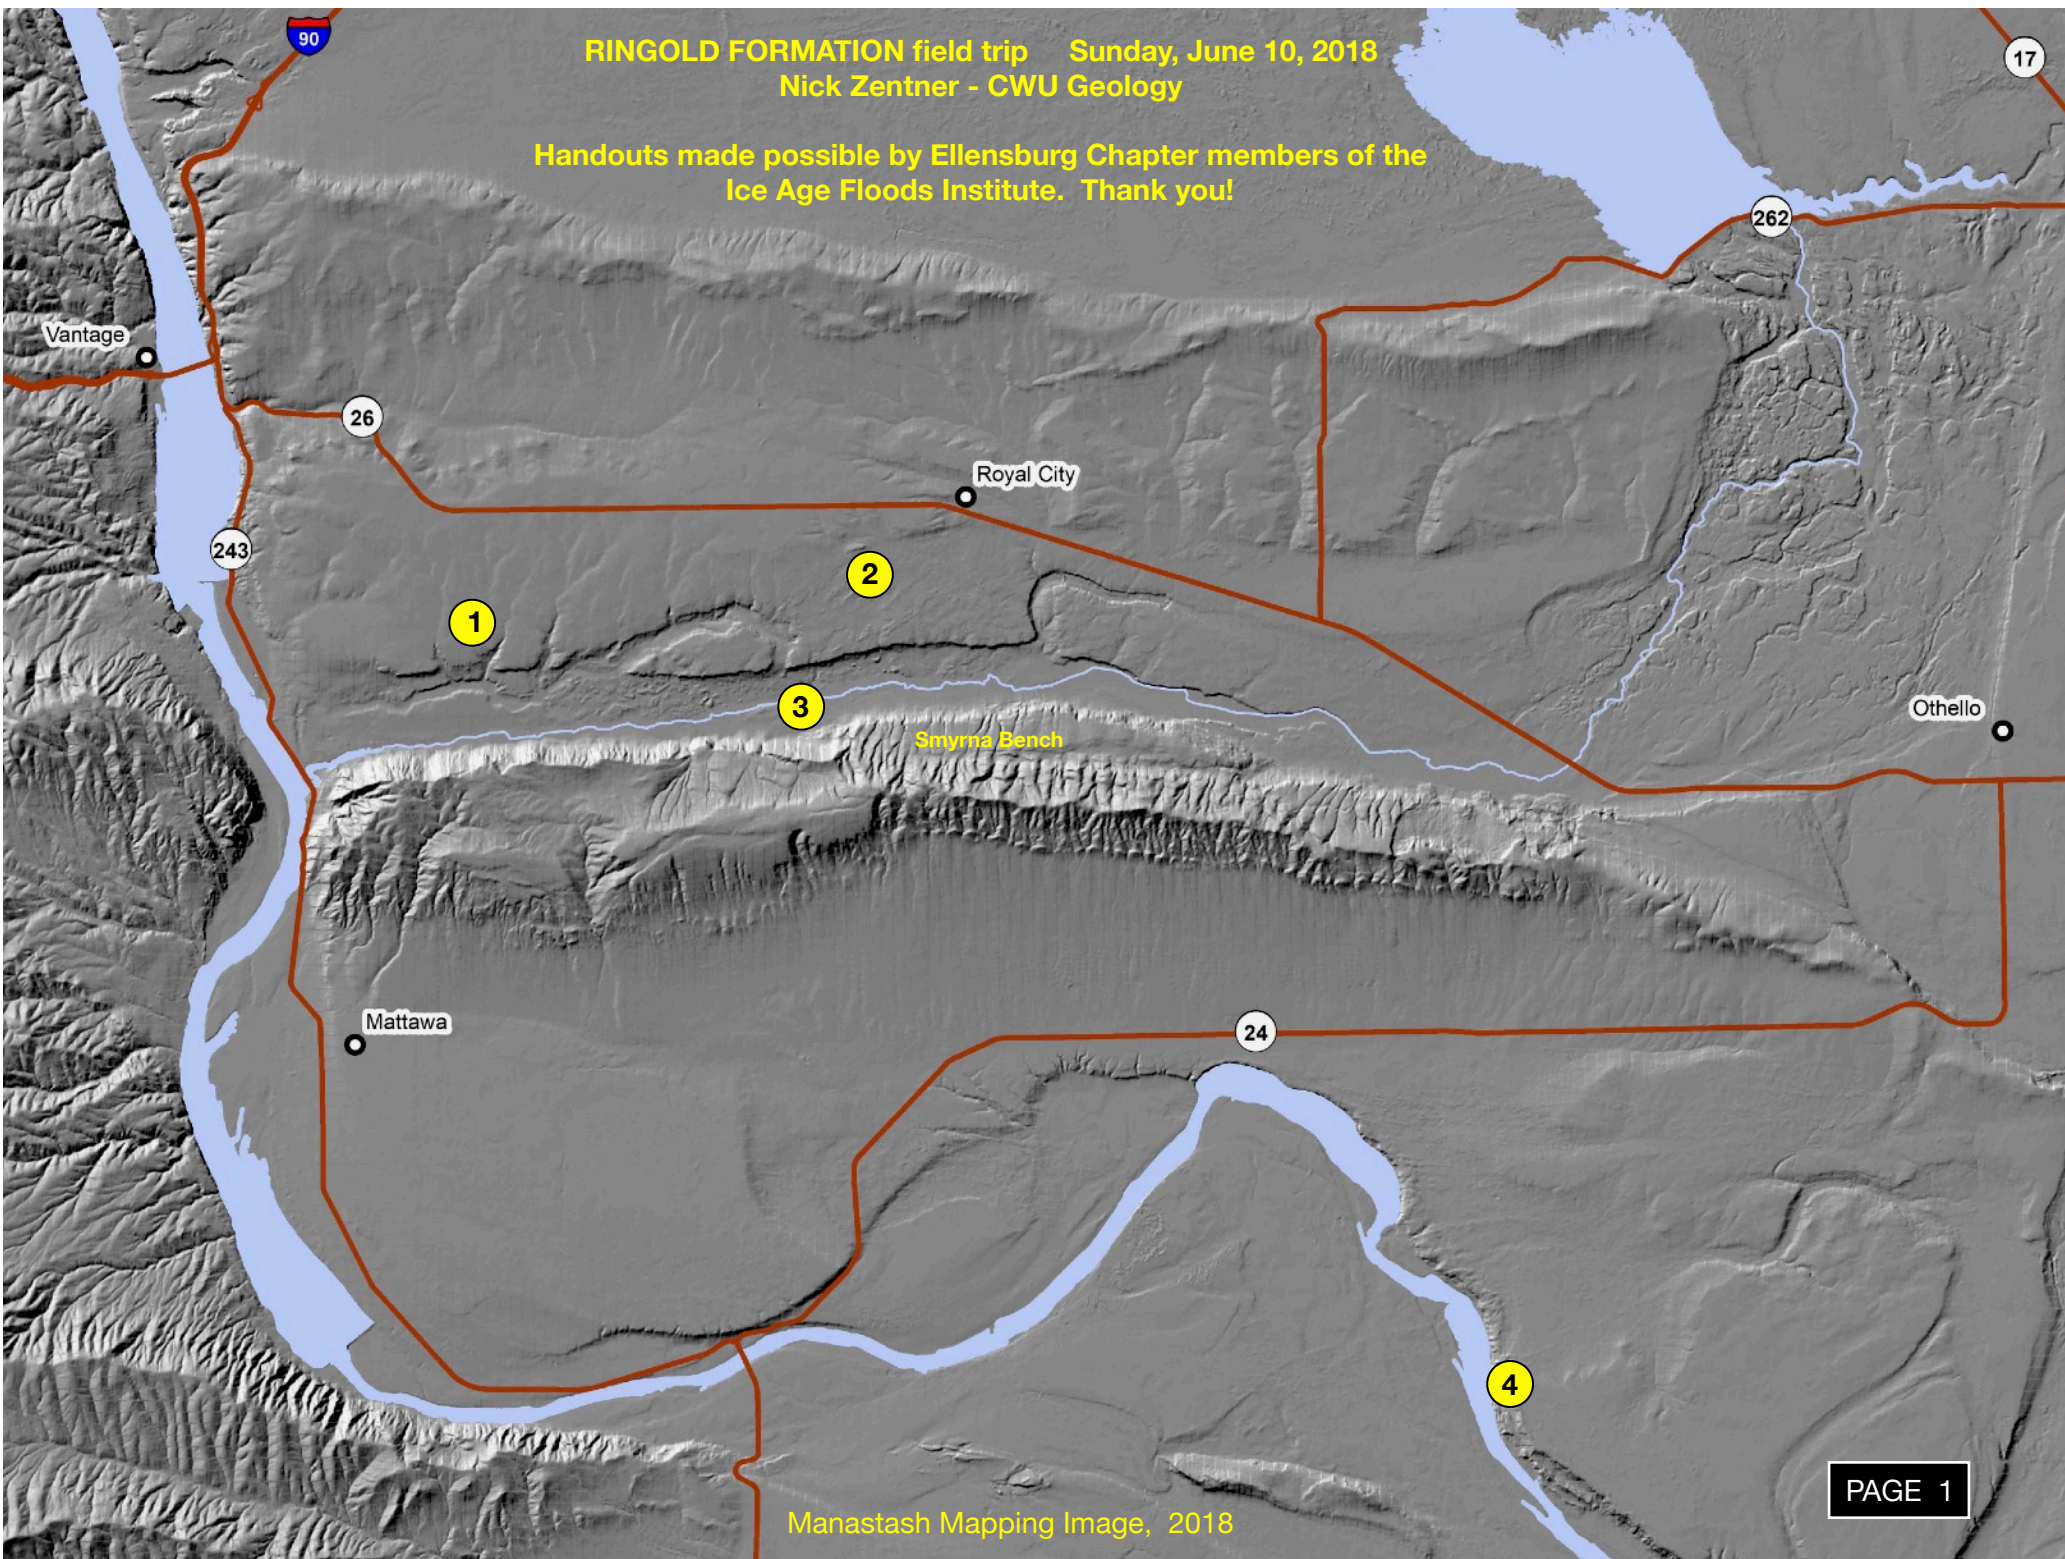 90
RINGOLD FORMATION field trip Sunday, June 10, 2018
17
Nick Zentner - CWU Geology
Handouts made possible by Ellensburg Chapter members of the
Ice Age Floods Institute. Thank you!
262
Vantage
26
Royal City
243
2
1
3
Othello
Smyrna Bench
Mattawa
24
4
PAGE 1
Manastash Mapping Image, 2018